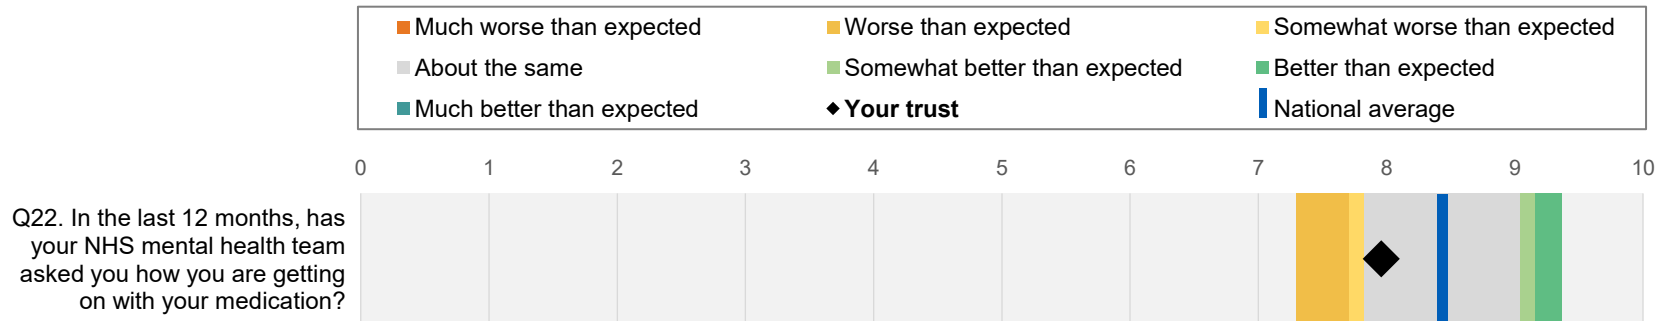 Much worse than expected
Worse than expected
Somewhat worse than expected
About the same
Somewhat better than expected
Better than expected
Much better than expected
Your trust
National average
0 1 2 3 4 5 6 7 8 9 10
Q22. In the last 12 months, has
your NHS mental health team
asked you how you are getting
on with your medication?